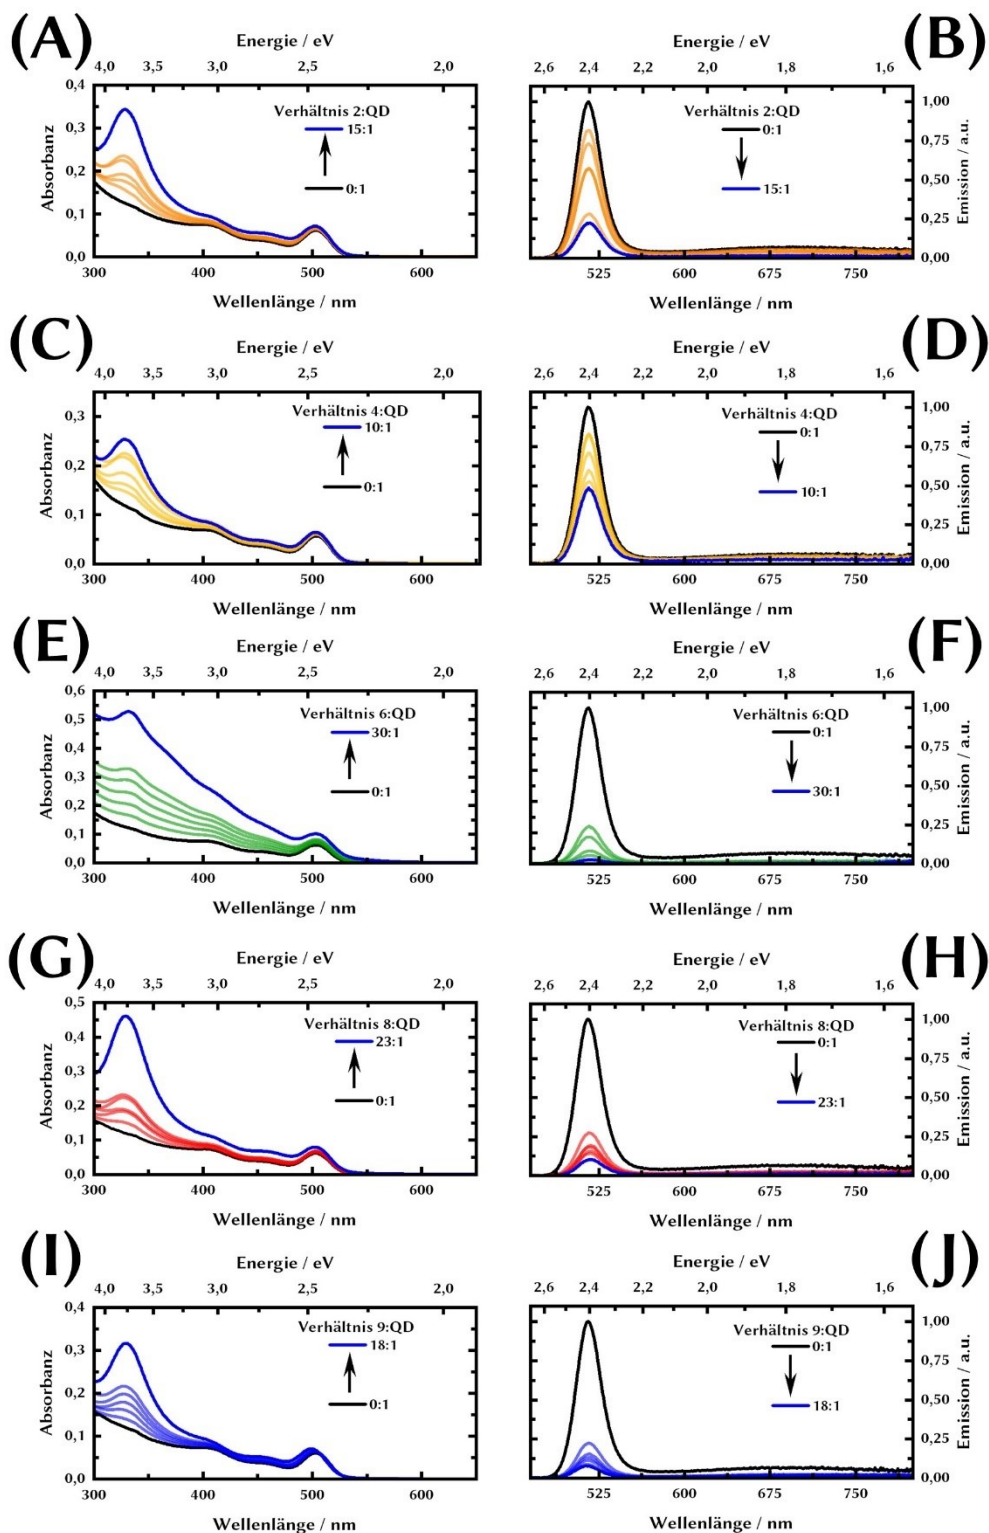 (A)
Energie / eV
4,0 3,5 3,0 2,5 2,0
0,4
0,3
0,2
0,1
0,0
Absorbanz
Verhältnis 2:QD
15:1
0:1
300 400 500 600
Wellenlänge / nm
(B)
Energie / eV
2,6 2,4 2,2 2,0 1,8 1,6
Verhältnis 2:QD
0:1
15:1
1,00
0,75
0,50
0,25
0,00
Emission / a.u.
525 600 675 750
Wellenlänge / nm
(C)
Energie / eV
4,0 3,5 3,0 2,5 2,0
0,3
0,2
0,1
0,0
Absorbanz
Verhältnis 4:QD
10:1
0:1
300 400 500 600
Wellenlänge / nm
(D)
Energie / eV
2,6 2,4 2,2 2,0 1,8 1,6
Verhältnis 4:QD
0:1
10:1
1,00
0,75
0,50
0,25
0,00
Emission / a.u.
525 600 675 750
Wellenlänge / nm
(E)
Energie / eV
4,0 3,5 3,0 2,5 2,0
0,6
0,5
0,4
0,3
0,2
0,1
0,0
Absorbanz
Verhältnis 6:QD
30:1
0:1
300 400 500 600
Wellenlänge / nm
(F)
Energie / eV
2,6 2,4 2,2 2,0 1,8 1,6
Verhältnis 6:QD
0:1
30:1
1,00
0,75
0,50
0,25
0,00
Emission / a.u.
525 600 675 750
Wellenlänge / nm
(G)
Energie / eV
4,0 3,5 3,0 2,5 2,0
0,5
0,4
0,3
0,2
0,1
0,0
Absorbanz
Verhältnis 8:QD
23:1
0:1
300 400 500 600
Wellenlänge / nm
(H)
Energie / eV
2,6 2,4 2,2 2,0 1,8 1,6
Verhältnis 8:QD
0:1
23:1
1,00
0,75
0,50
0,25
0,00
Emission / a.u.
525 600 675 750
Wellenlänge / nm
(I)
Energie / eV
4,0 3,5 3,0 2,5 2,0
0,4
0,3
0,2
0,1
0,0
Absorbanz
Verhältnis 9:QD
18:1
0:1
300 400 500 600
Wellenlänge / nm
(J)
Energie / eV
2,6 2,4 2,2 2,0 1,8 1,6
Verhältnis 9:QD
0:1
18:1
1,00
0,75
0,50
0,25
0,00
Emission / a.u.
525 600 675 750
Wellenlänge / nm